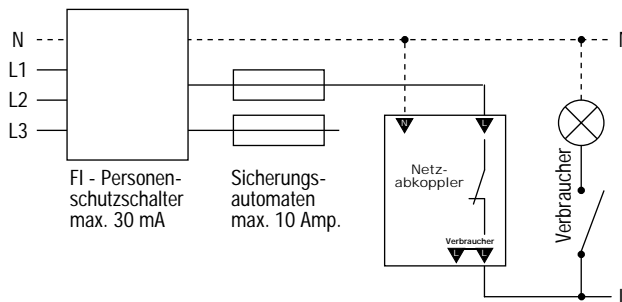 N
L1
L2
L3
FI - Personen-
schutzschalter
max. 30 mA
Sicherungs-
automaten
max. 10 Amp.
N
L
Netz-
abkoppler
Verbraucher
L
L
Verbraucher